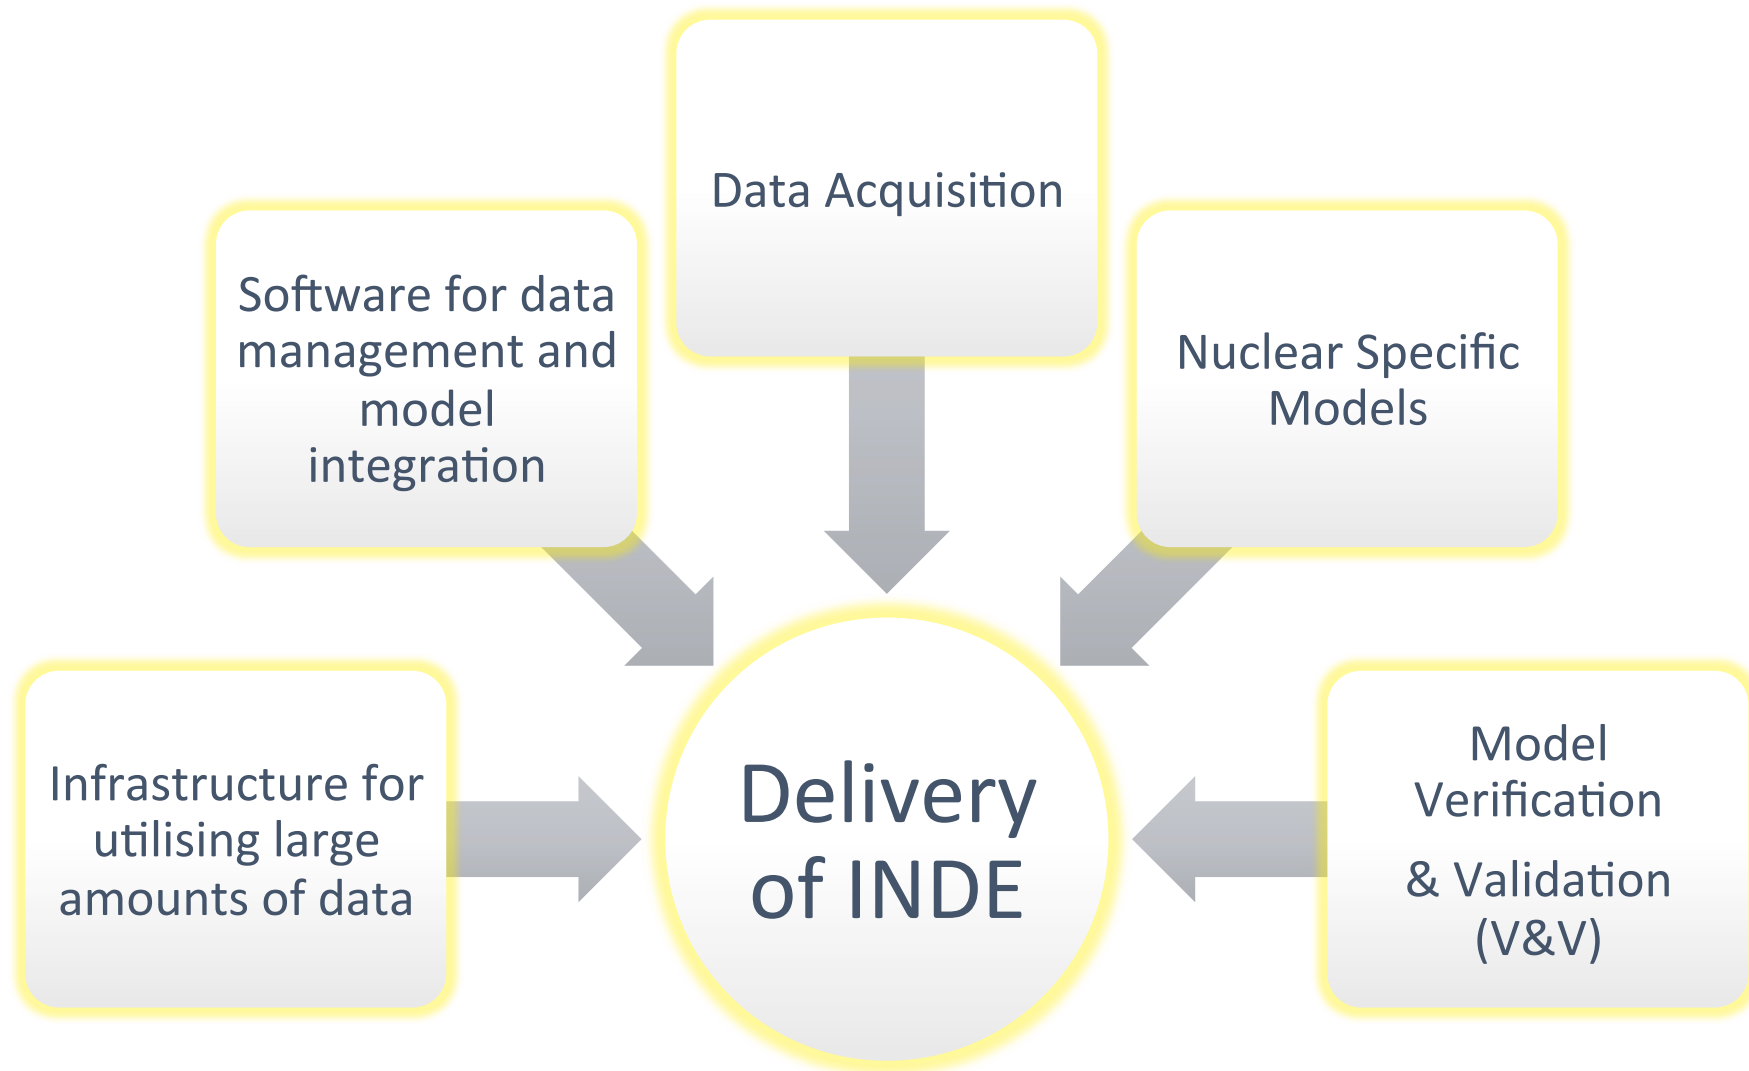 Data Acquisition
Software for data
management and
model
integration
Nuclear Specific
Models
Infrastructure for
utilising large
amounts of data
Delivery
of INDE
Model
Verification
& Validation
(V&V)